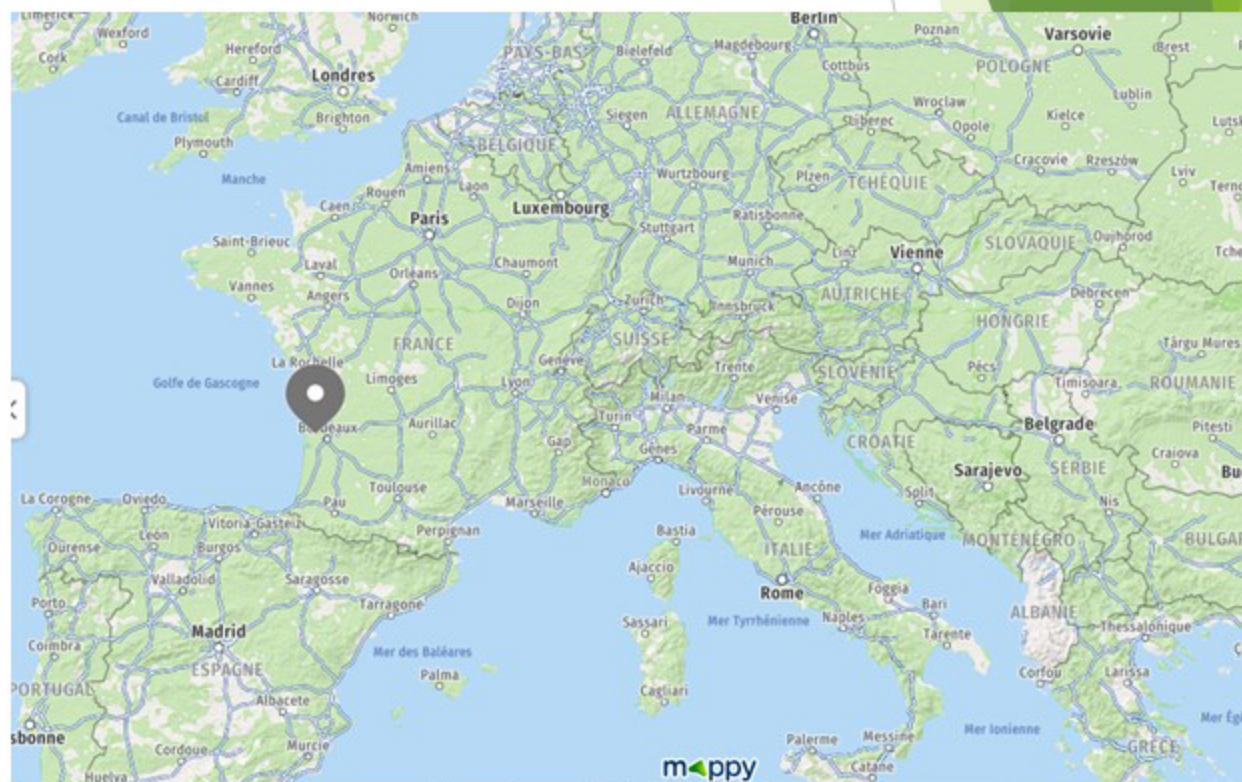 Limerick
Wexford
Cork
Norwich
Hereford
Cardiff
Londres
Canal de Bristol
Brighton
Plymouth
Manche
PAYS-BAS
Bielefeld
Magdebourg
Berlin
Poznan
Varsovie
Brest
POLOGNE
Cottbus
Lublin
Siegen
ALLEMAGNE
Wroclaw
Opole
Kielce
Lutsk
BELGIQUE
Amiens
Laon
Rouen
Caen
Paris
Luxembourg
Wurtzbourg
Plzen
TCHÉQUIE
Cracovie
Rzeszów
Lviv
Saint-Brieuc
Laval
Vannes
Angers
Orléans
Chaumont
Stuttgart
Ratisbonne
Munich
Linz
Vienne
SLOVAQUIE
Oujhorod
Dijon
Zurich
Innsbruck
AUTRICHE
Debrecen
HONGRIE
FRANCE
SUISSE
La Rochelle
Golfe de Gascogne
Limoges
Genève
Lyon
Trente
SLOVÉNIE
Pécs
Târgu Mures
Timișoara
ROUMANIE
Milan
Venise
Turin
Parme
Bordeaux
Aurillac
Gap
Gênes
CROATIE
Belgrade
Pitesti
Craiova
SERBIE
Sarajevo
Monaco
Livourne
Ancône
Split
Nis
La Corogne
Oviedo
Pau
Toulouse
Marseille
Perpignan
Vitoria-Gasteiz
León
Burgos
Ourense
Bastia
Pérouse
ITALIE
Mer Adriatique
MONTÉNÉGRO
Valladolid
Saragosse
Ajaccio
Rome
Foggia
Porto
Tarragone
Sassari
Mer Tyrrhénienne
Naples
Bari
ALBANIE
Thessalonique
Madrid
Coimbra
Mer des Baléares
Tarente
ESPAGNE
Palma
Cagliari
Corfou
Larissa
PORTUGAL
Albacete
Mer Ionienne
sbonne
Cordoue
Murcie
Palerme
Messine
GRÈCE
Huelva
mappy
Catane